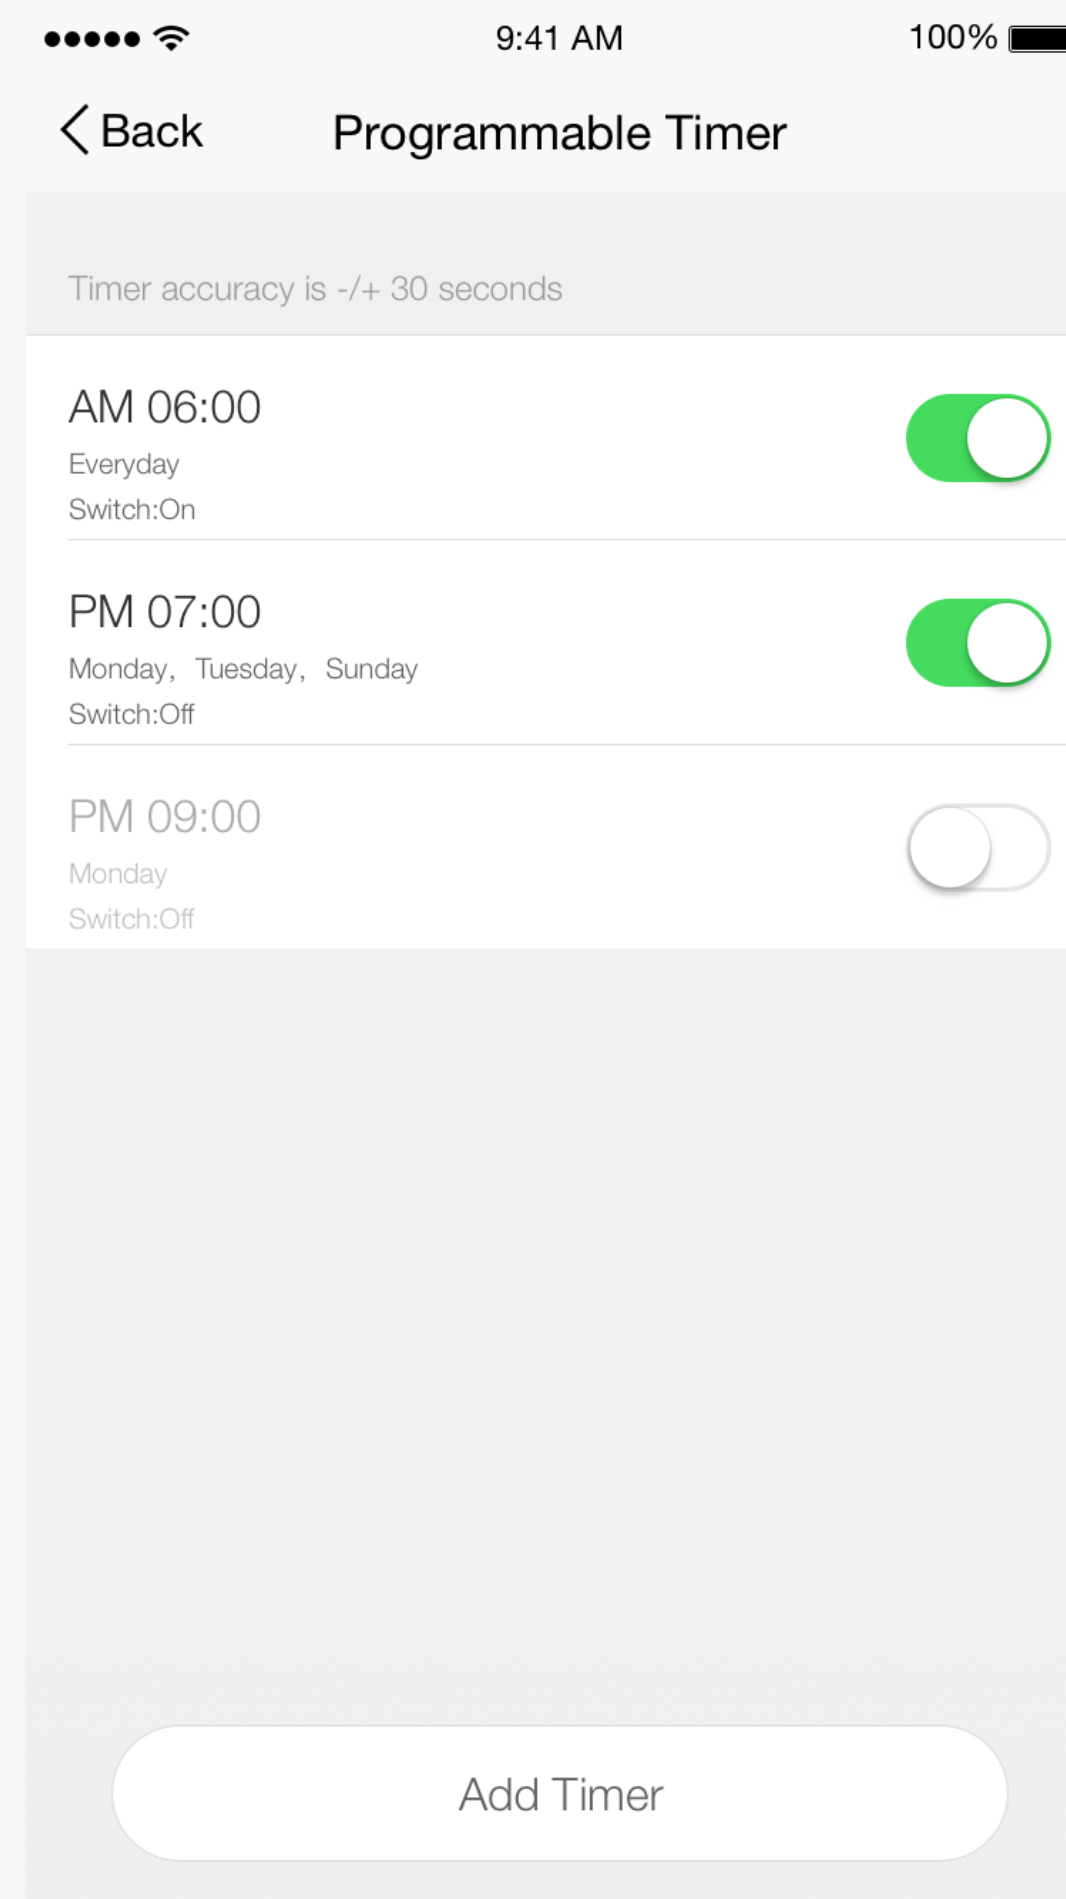 9:41 AM
100%
Back
Programmable Timer
Timer accuracy is -/+ 30 seconds
AM 06:00
Everyday
Switch:On
PM 07:00
Monday, Tuesday, Sunday
Switch:Off
PM 09:00
Monday
Switch:Off
Add Timer